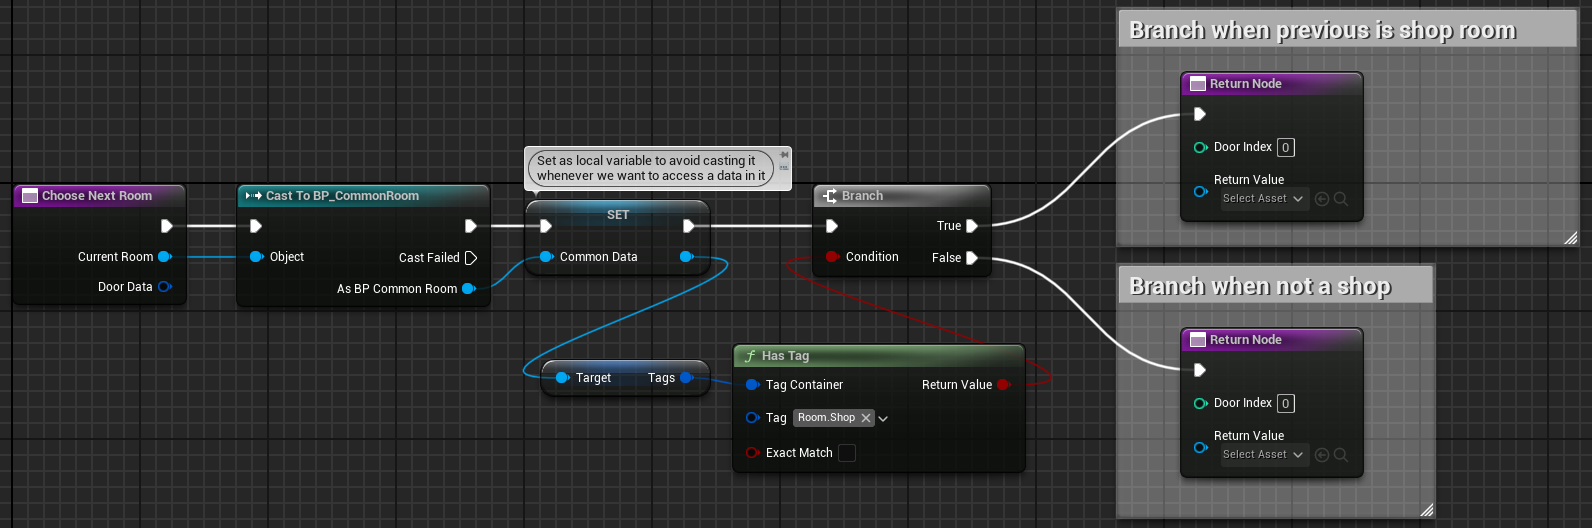 Branch when previous is shop room
Return Node
Door Index 0
Return Value
Select Asset
Set as local variable to avoid casting it
whenever we want to access a data in it
Choose Next Room
Current Room
Door Data
Cast To BP_CommonRoom
Object
Cast Failed
As BP Common Room
SET
Common Data
Branch
True
Condition
False
Branch when not a shop
Return Node
Door Index 0
Return Value
Select Asset
Target Tags
Has Tag
Tag Container Return Value
Tag Room.Shop
Exact Match